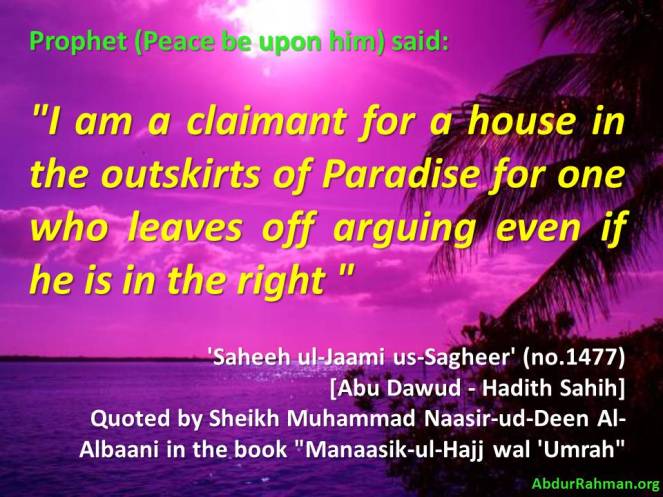 Prophet (Peace be upon him) said:
"I am a claimant for a house in
the outskirts of Paradise for one
who leaves off arguing even if
he is in the right "
'Saheeh ul-Jaami us-Sagheer' (no.1477)
[Abu Dawud - Hadith Sahih]
Quoted by Sheikh Muhammad Naasir-ud-Deen Al-
Albaani in the book "Manaasik-ul-Hajj wal 'Umrah"
AbdurRahman.org